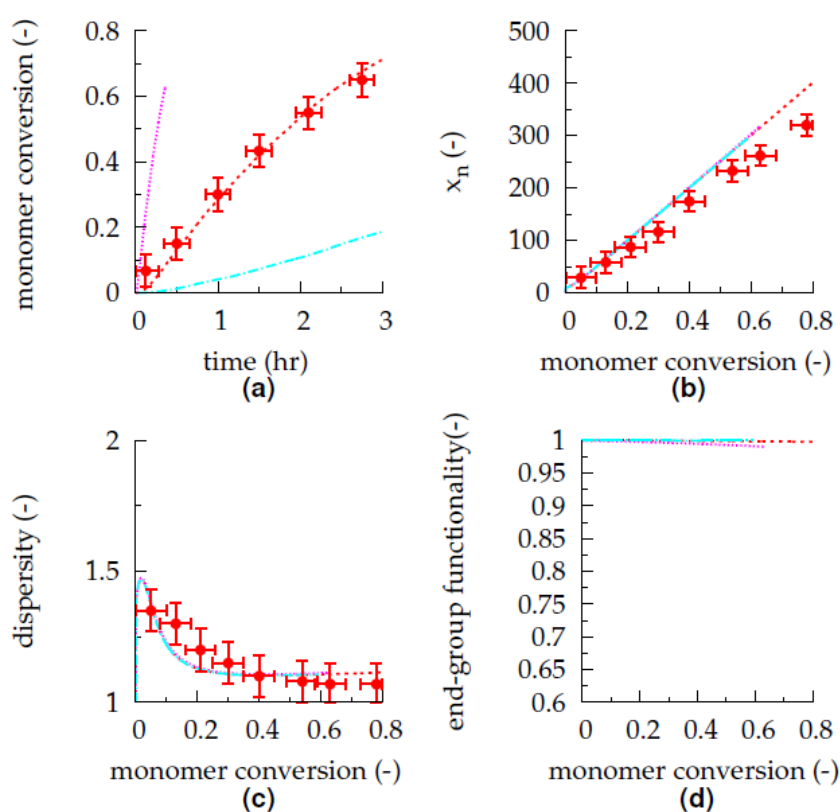 monomer conversion (-)
0.8
0.6
0.4
0.2
0
0 1 2 3
time (hr)
(a)
x_n (-)
500
400
300
200
100
0
0 0.2 0.4 0.6 0.8
monomer conversion (-)
(b)
dispersity (-)
2
1.5
1
0 0.2 0.4 0.6 0.8
monomer conversion (-)
(c)
end-group functionality(-)
1
0.95
0.9
0.85
0.8
0.75
0.7
0.65
0.6
0 0.2 0.4 0.6 0.8
monomer conversion (-)
(d)